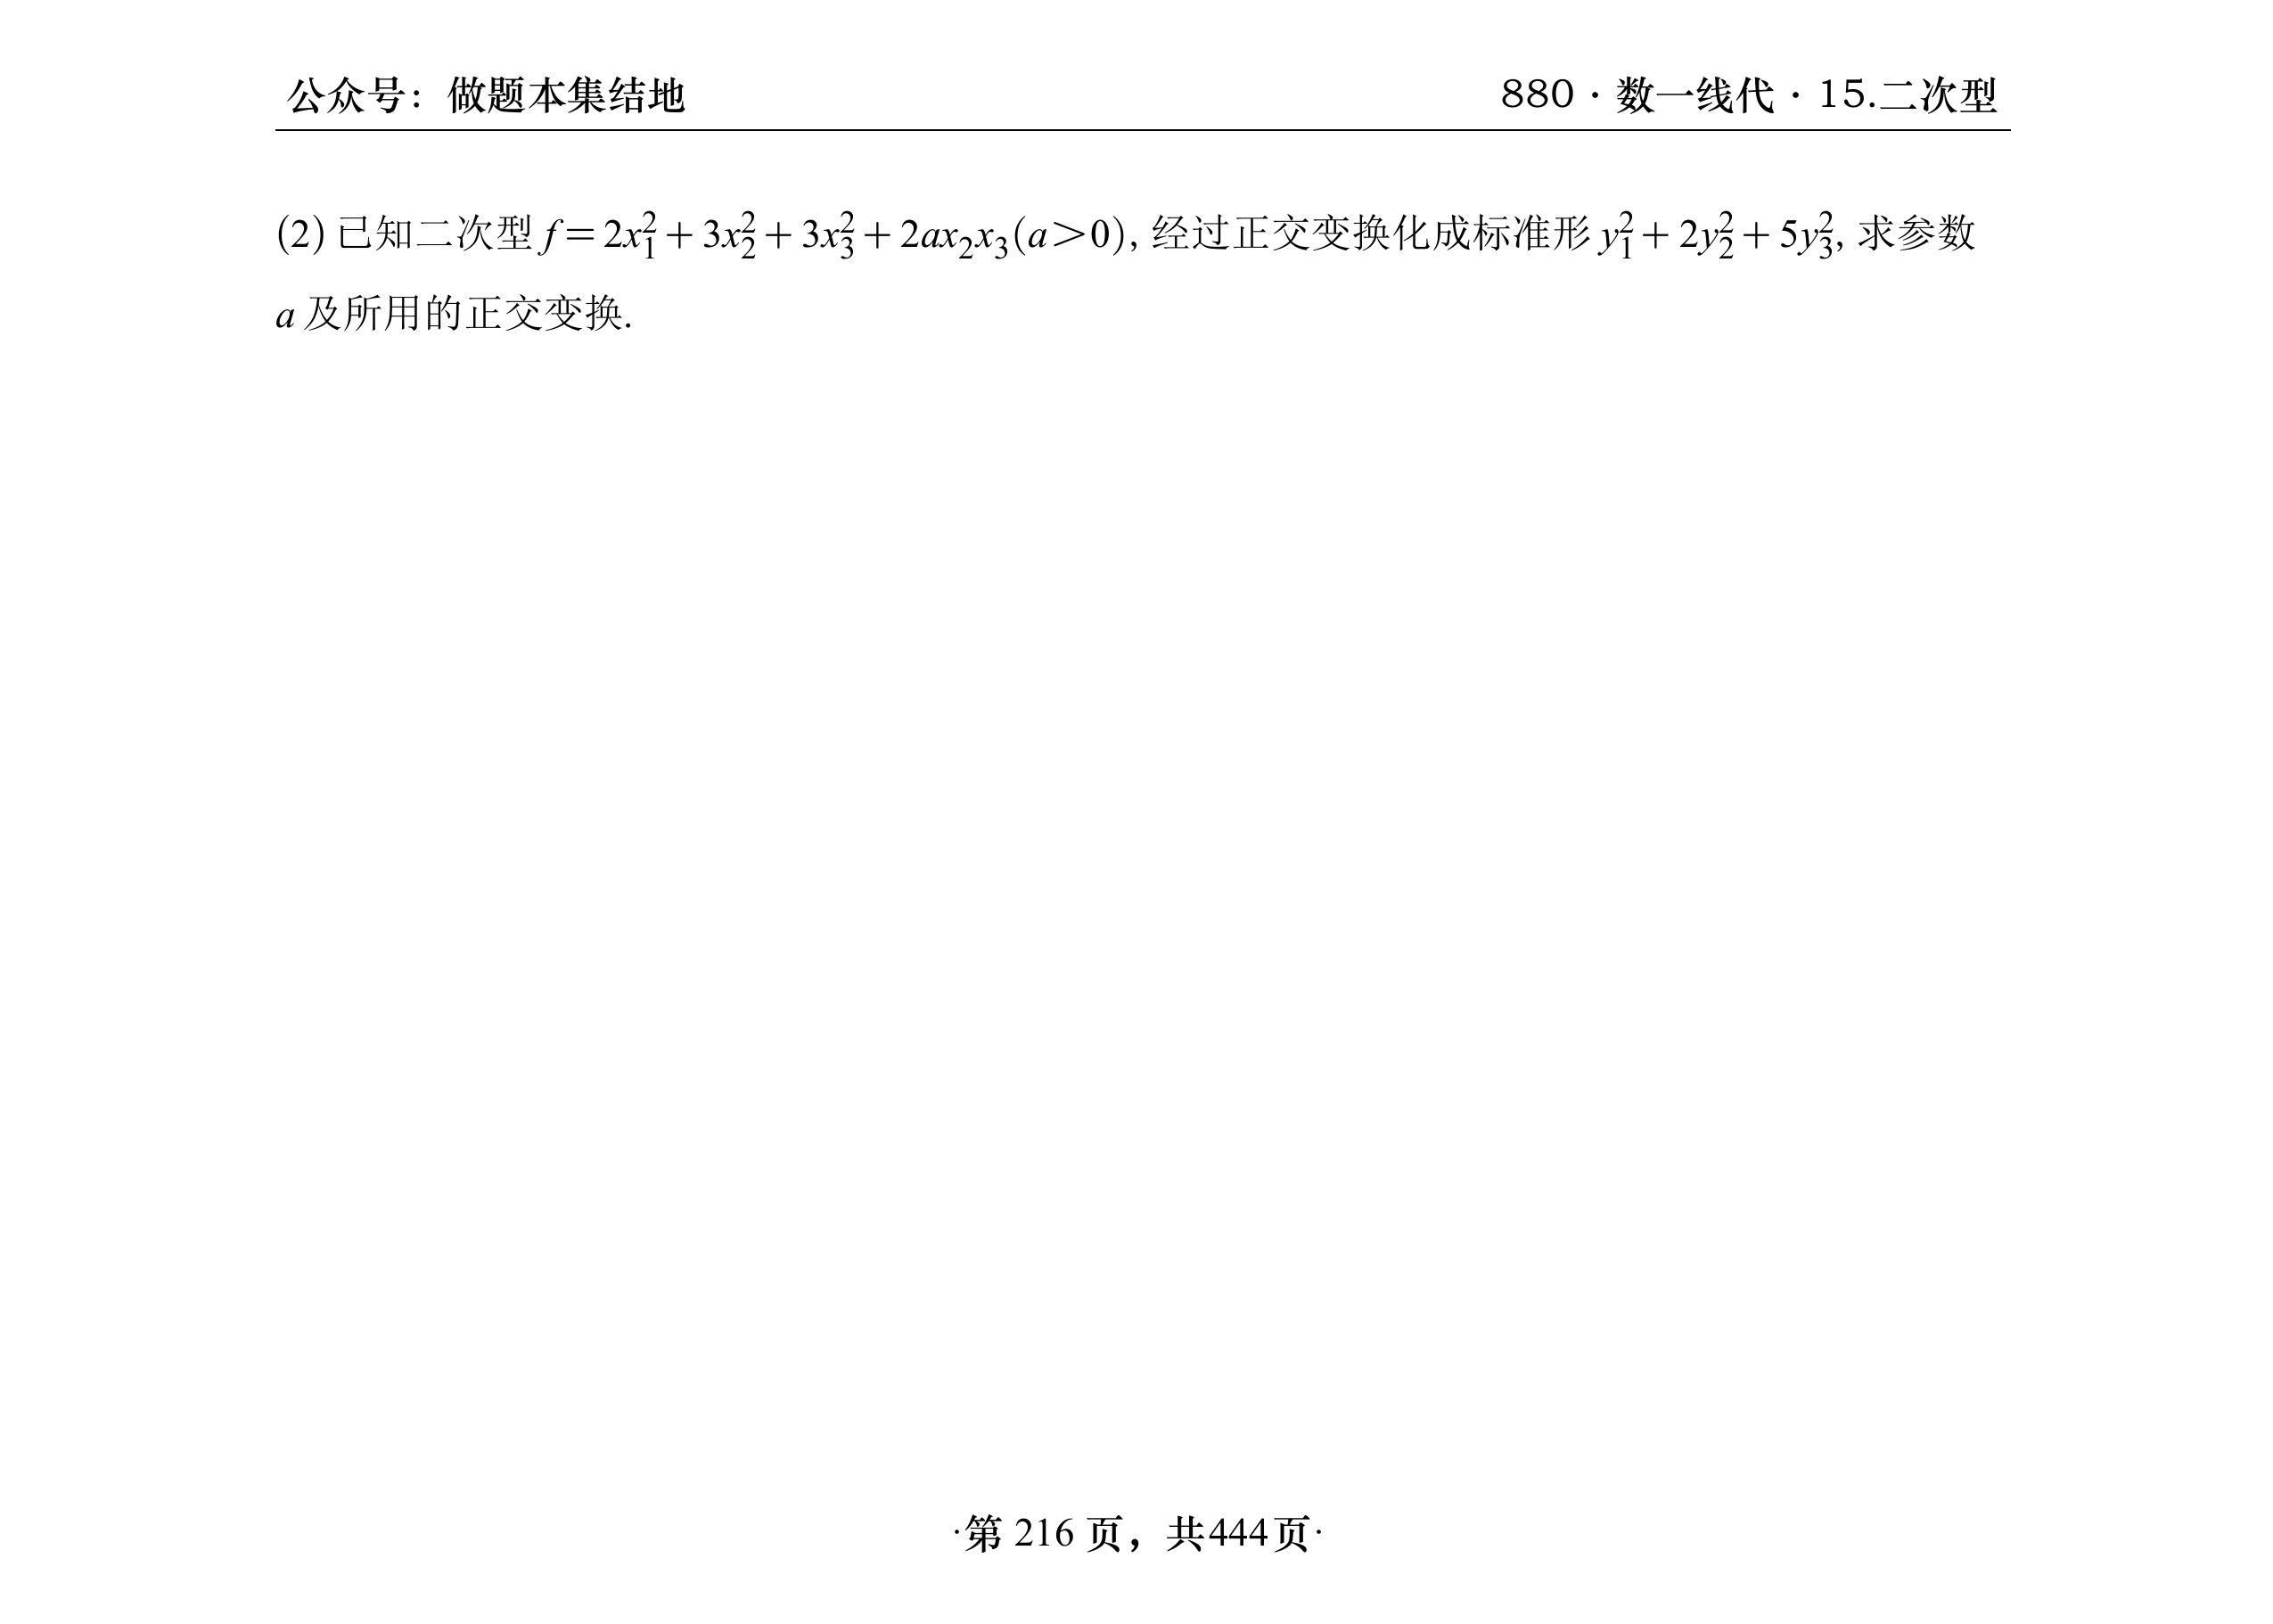 公众号：做题本集结地
880 · 数一线代 · 15.二次型
(2) 已知二次型 $f=2x_1^2+3x_2^2+3x_3^2+2ax_2x_3(a>0)$, 经过正交变换化成标准形 $y_1^2+2y_2^2+5y_3^2$, 求参数
$a$ 及所用的正交变换.
·第 216 页，共444页·